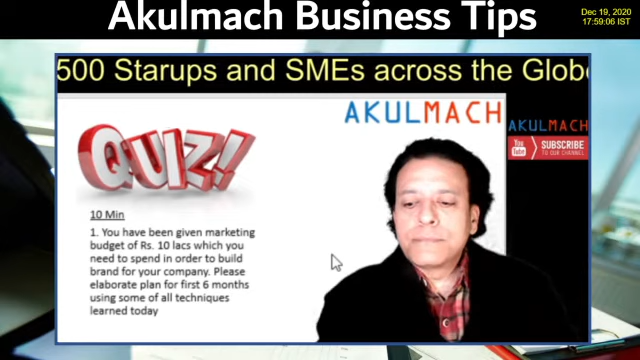 Akulmach Business Tips
Dec 19, 2020
17:59:06 IST
500 Starups and SMEs across the Globe
AKULMACH
AKULMACH
You Tube SUBSCRIBE
TO OUR CHANNEL
QUIZ!
10 Min
1. You have been given marketing
budget of Rs. 10 lacs which you
need to spend in order to build
brand for your company. Please
elaborate plan for first 6 months
using some of all techniques
learned today